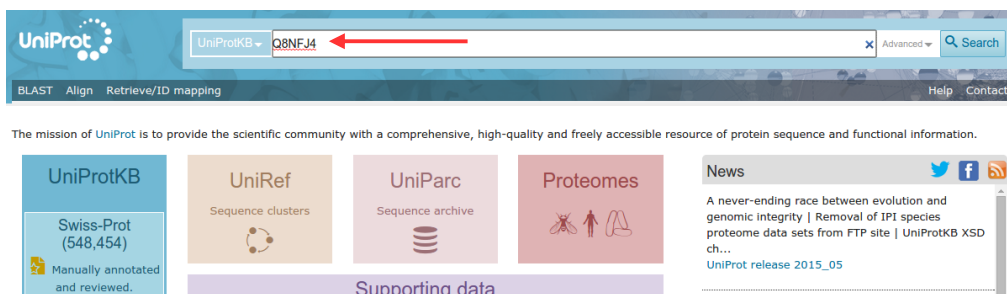 UniProt
UniProtKB
Q8NFJ4
Advanced
Search
BLAST Align Retrieve/ID mapping
Help Contact
The mission of UniProt is to provide the scientific community with a comprehensive, high-quality and freely accessible resource of protein sequence and functional information.
UniProtKB
Swiss-Prot
(548,454)
Manually annotated
and reviewed.
UniRef
Sequence clusters
UniParc
Sequence archive
Proteomes
Supporting data
News
A never-ending race between evolution and
genomic integrity | Removal of IPI species
proteome data sets from FTP site | UniProtKB XSD
ch...
UniProt release 2015_05